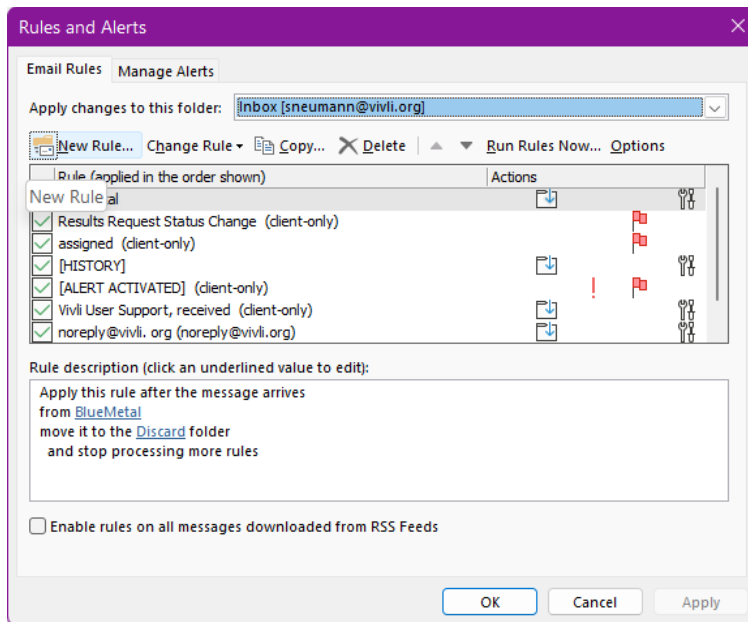 Rules and Alerts
Email Rules Manage Alerts
Apply changes to this folder: Inbox [sneumann@vivli.org]
New Rule... Change Rule Copy... Delete Run Rules Now... Options
Rule (applied in the order shown) Actions
New Rule al
Results Request Status Change (client-only)
assigned (client-only)
[HISTORY]
[ALERT ACTIVATED] (client-only)
Vivli User Support, received (client-only)
noreply@vivli. org (noreply@vivli.org)
Rule description (click an underlined value to edit):
Apply this rule after the message arrives
from BlueMetal
move it to the Discard folder
and stop processing more rules
Enable rules on all messages downloaded from RSS Feeds
OK Cancel Apply